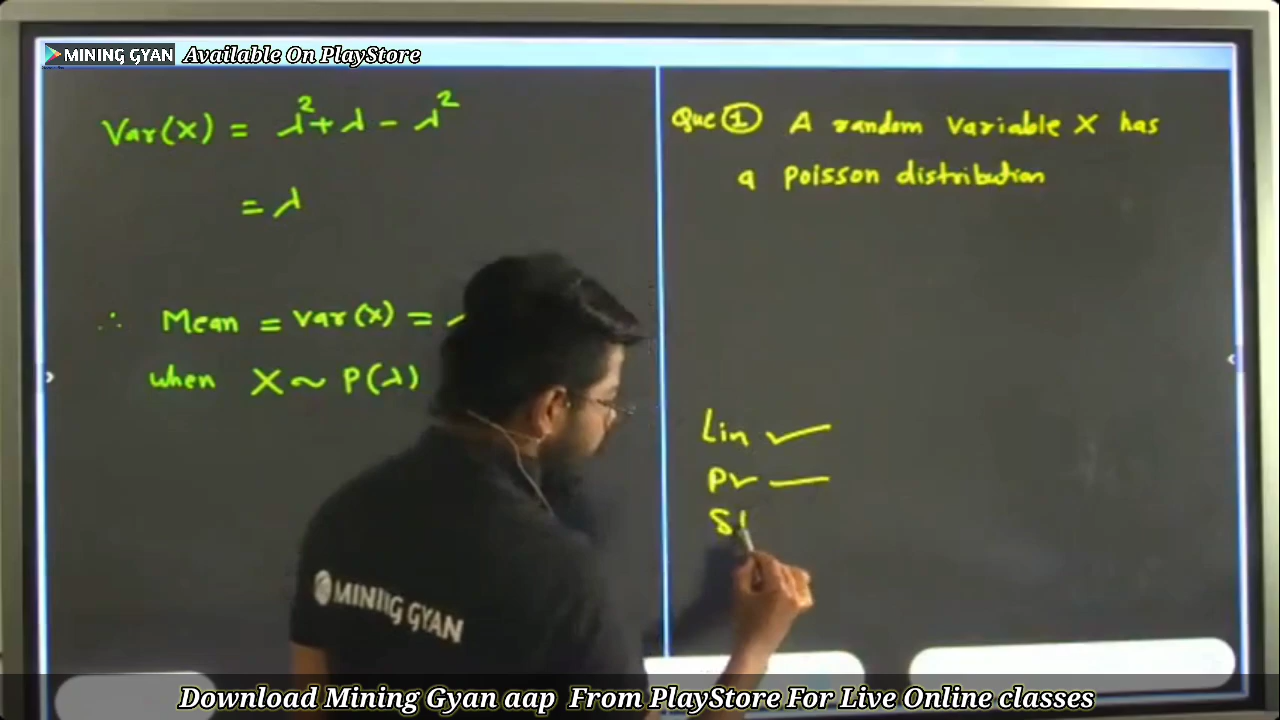 MINING GYAN Available On PlayStore
Var(X) = λ² + λ - λ²
= λ
∴ Mean = Var(X) =
when X ~ P(λ)
Que ① A random variable X has
a poisson distribution
Lin ✓
Pr —
MINING GYAN
Download Mining Gyan aap From PlayStore For Live Online classes